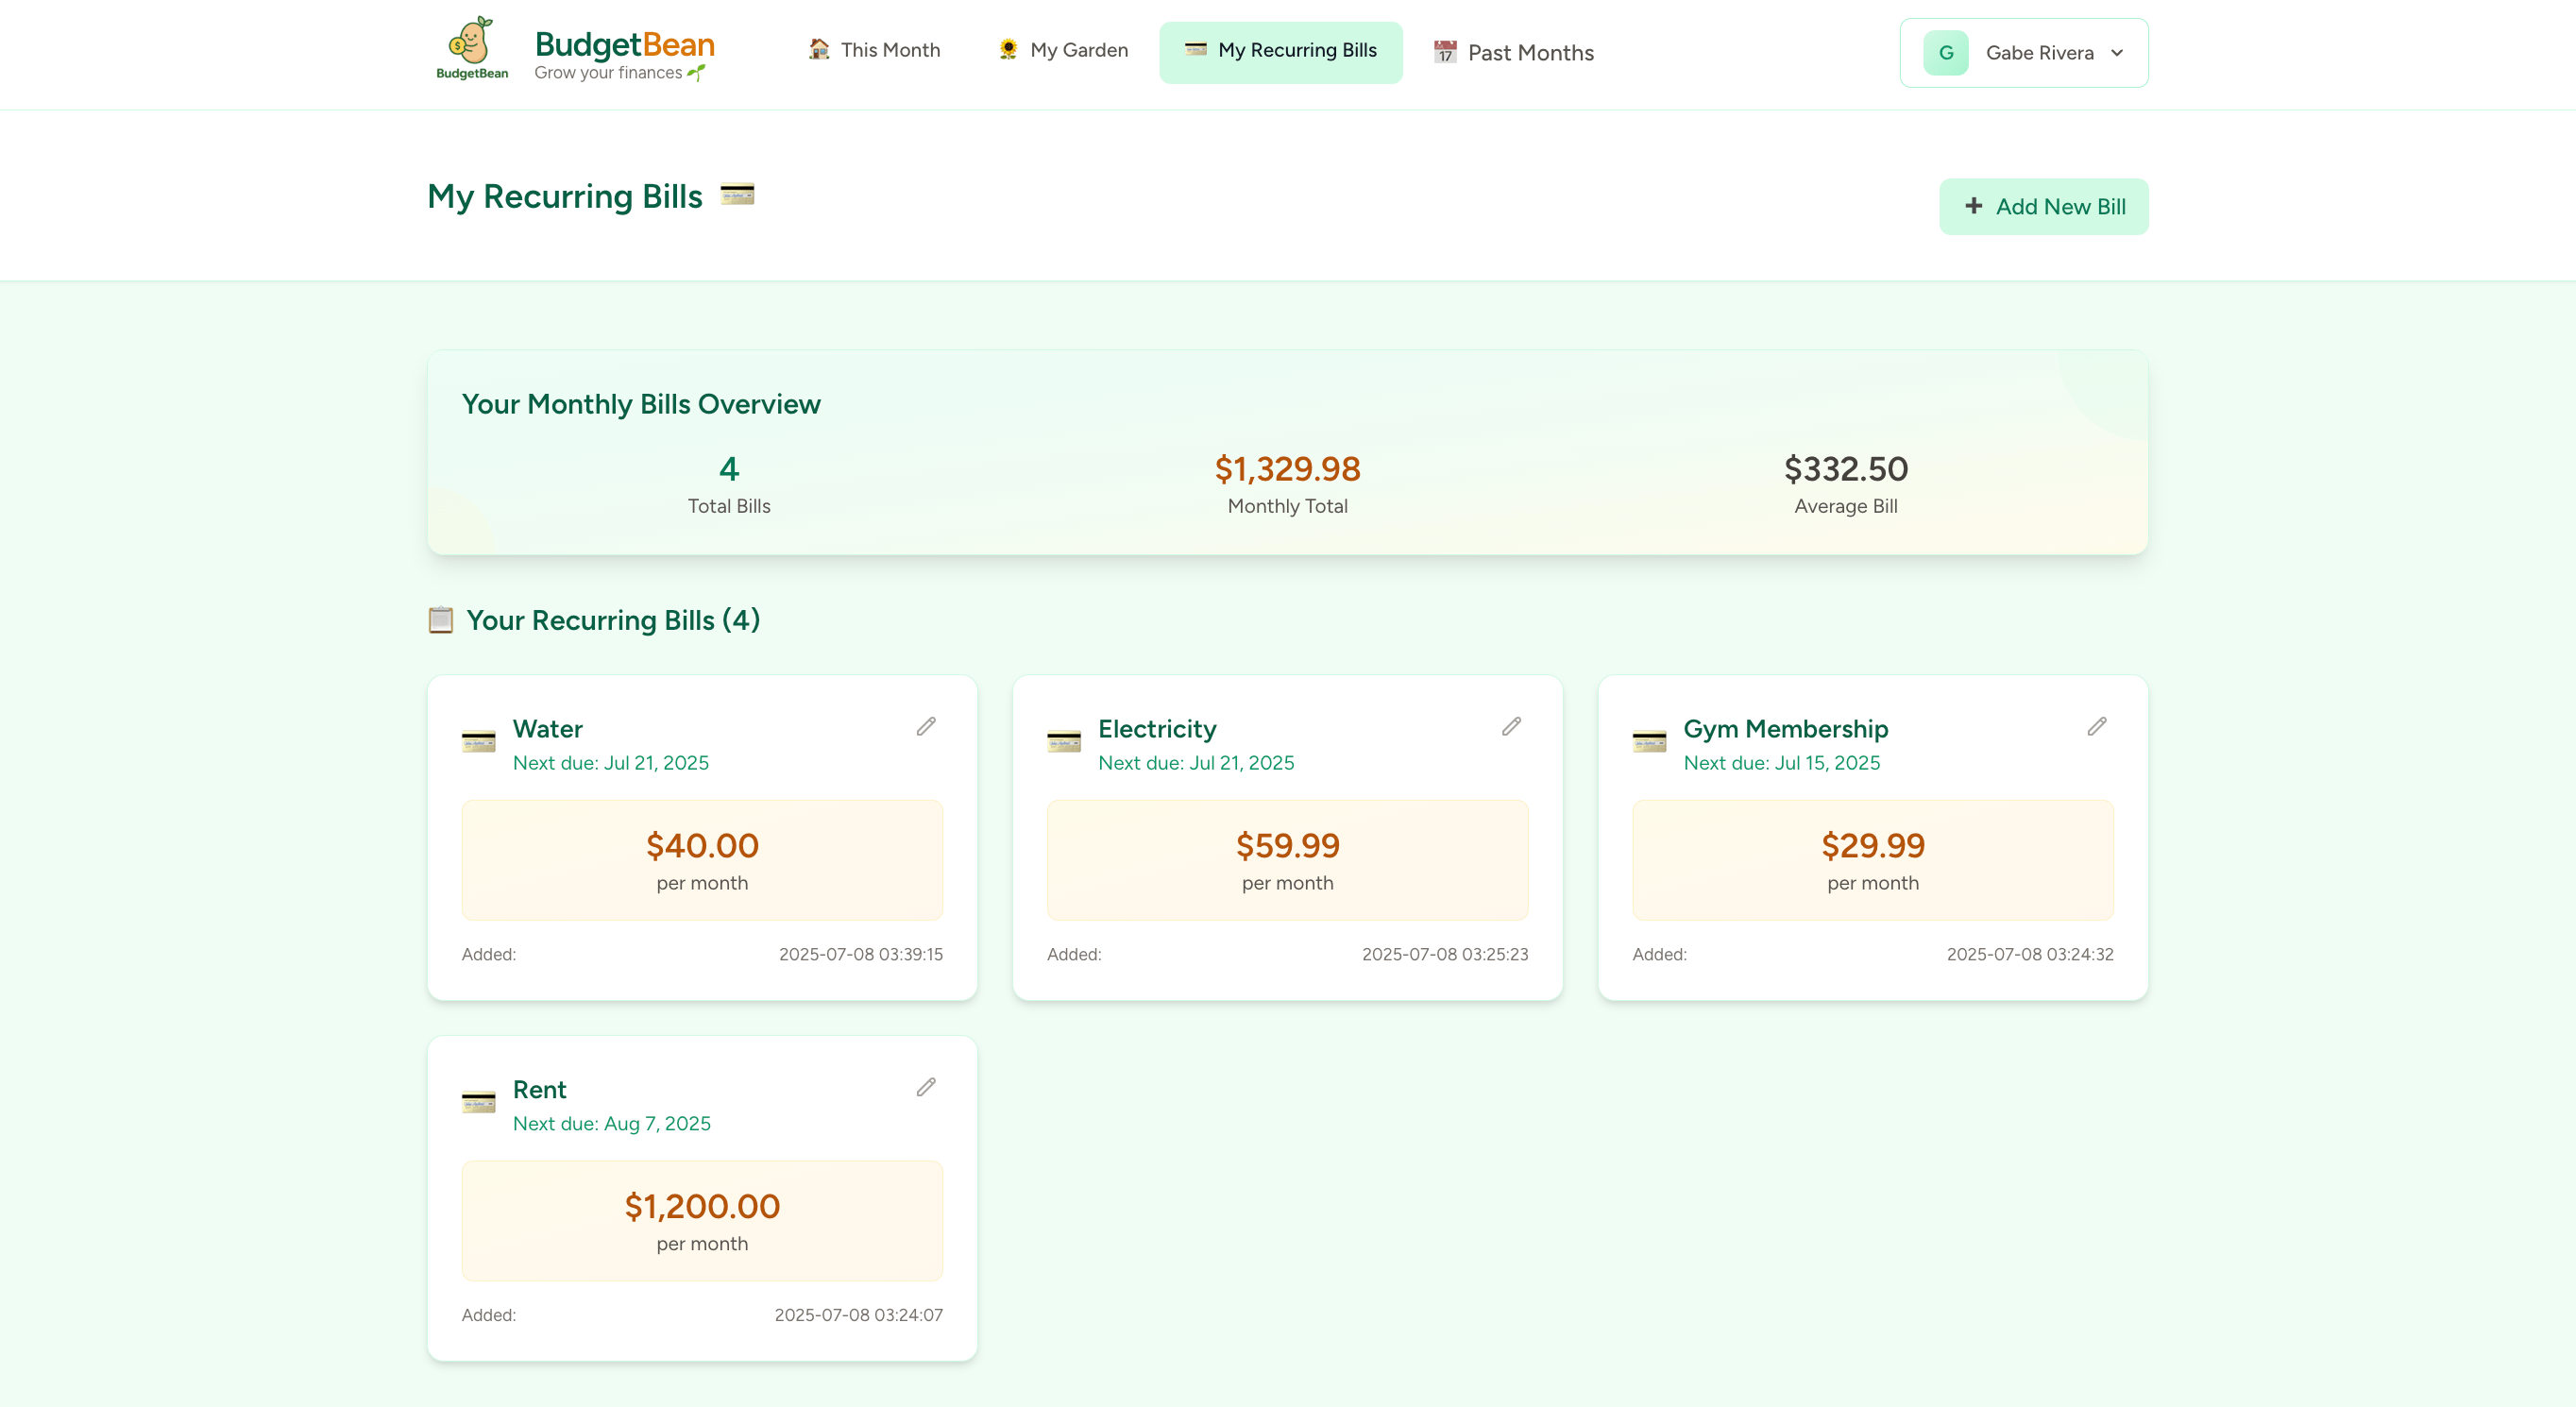 BudgetBean
BudgetBean
Grow your finances
This Month
My Garden
My Recurring Bills
17
Past Months
G
Gabe Rivera
My Recurring Bills
Add New Bill
Your Monthly Bills Overview
4
Total Bills
$1,329.98
Monthly Total
$332.50
Average Bill
Your Recurring Bills (4)
Water
Next due: Jul 21, 2025
$40.00
per month
Added: 2025-07-08 03:39:15
Electricity
Next due: Jul 21, 2025
$59.99
per month
Added: 2025-07-08 03:25:23
Gym Membership
Next due: Jul 15, 2025
$29.99
per month
Added: 2025-07-08 03:24:32
Rent
Next due: Aug 7, 2025
$1,200.00
per month
Added: 2025-07-08 03:24:07